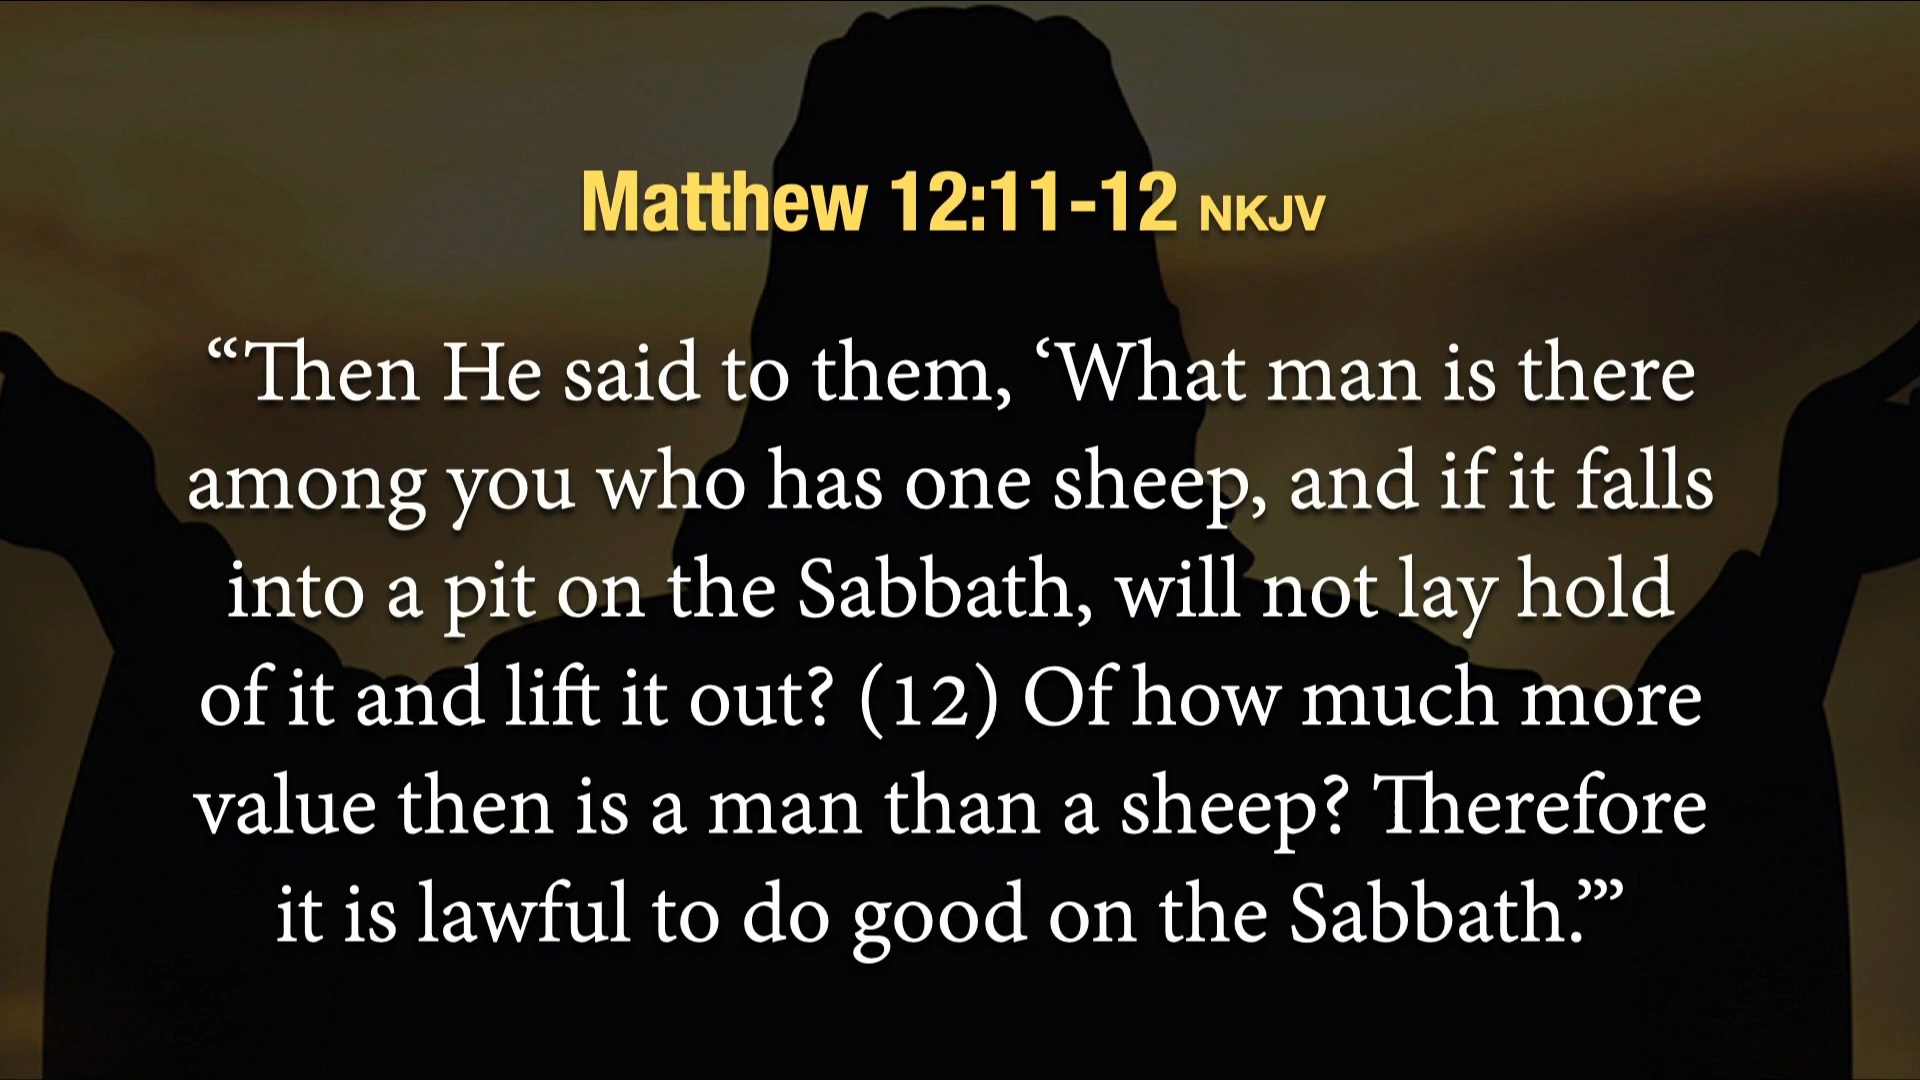 Matthew 12:11-12 NKJV
“Then He said to them, ‘What man is there
among you who has one sheep, and if it falls
into a pit on the Sabbath, will not lay hold
of it and lift it out? (12) Of how much more
value then is a man than a sheep? Therefore
it is lawful to do good on the Sabbath.’”